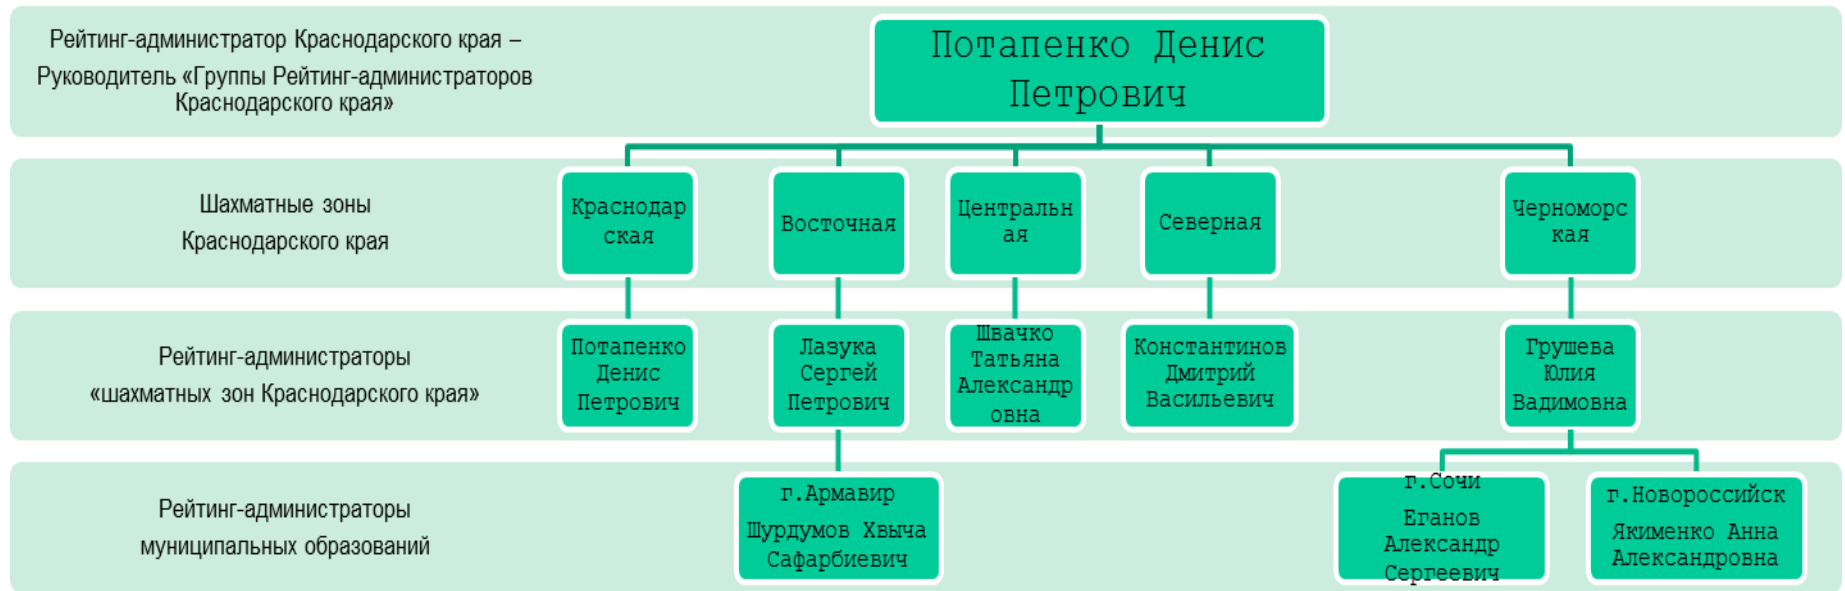 Рейтинг-администратор Краснодарского края –
Руководитель «Группы Рейтинг-администраторов
Краснодарского края»
Потапенко Денис
Петрович
Шахматные зоны
Краснодарского края
Краснодар
ская
Восточная
Центральн
ая
Северная
Черноморс
кая
Рейтинг-администраторы
«шахматных зон Краснодарского края»
Потапенко
Денис
Петрович
Лазука
Сергей
Петрович
Швачко
Татьяна
Александр
овна
Константинов
Дмитрий
Васильевич
Грушева
Юлия
Вадимовна
Рейтинг-администраторы
муниципальных образований
г.Армавир
Шурдумов Хвыча
Сафарбиевич
г.Сочи
Еганов
Александр
Сергеевич
г.Новороссийск
Якименко Анна
Александровна